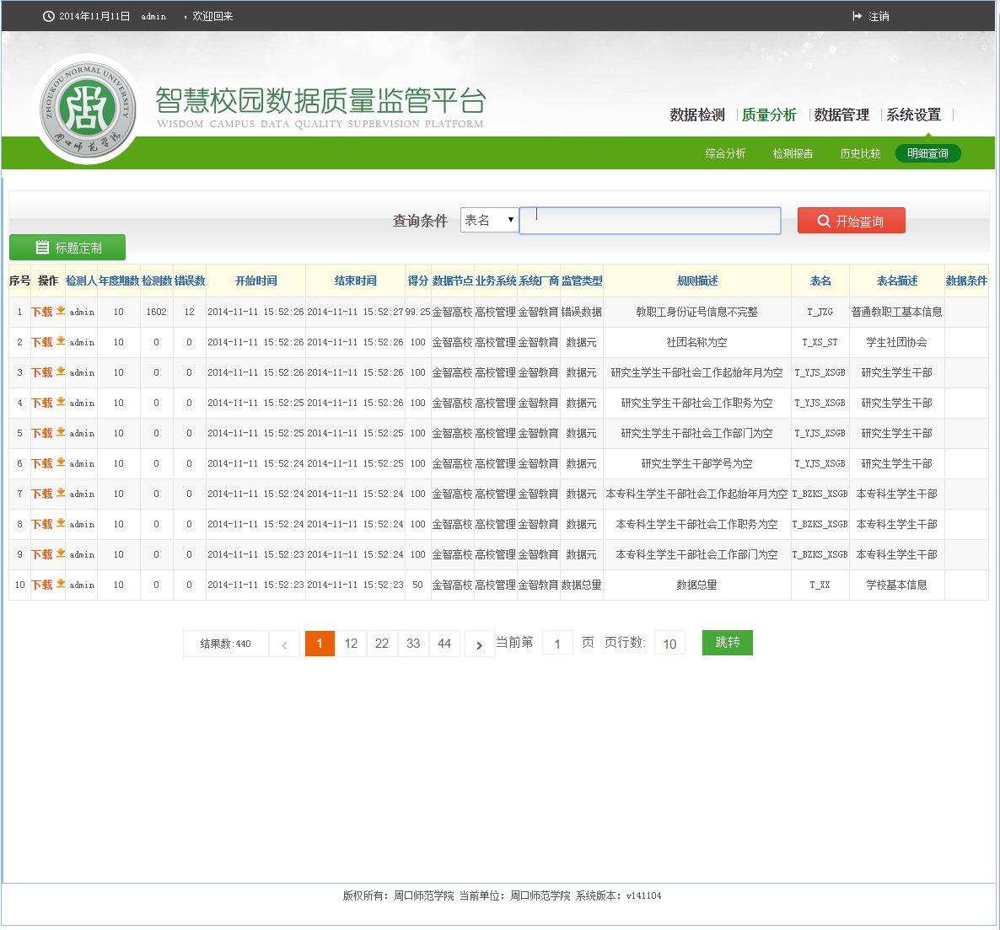 2014年11月11日 admin ，欢迎回来 注销
ZHOUKOU NORMAL UNIVERSITY
周口师范学院
智慧校园数据质量监管平台
WISDOM CAMPUS DATA QUALITY SUPERVISION PLATFORM
数据检测 质量分析 数据管理 系统设置
综合分析 检测报告 历史比较 明细查询
查询条件 表名 开始查询
标题定制
序号 操作 检测人 年度期数 检测数 错误数 开始时间 结束时间 得分 数据节点 业务系统 系统厂商 监管类型 规则描述 表名 表名描述 数据条件
1 下载 admin 10 1602 12 2014-11-11 15:52:26 2014-11-11 15:52:27 99.25 金智高校 高校管理 金智教育 错误数据 教职工身份证号信息不完整 T_JZG 普通教职工基本信息
2 下载 admin 10 0 0 2014-11-11 15:52:26 2014-11-11 15:52:26 100 金智高校 高校管理 金智教育 数据元 社团名称为空 T_XS_ST 学生社团协会
3 下载 admin 10 0 0 2014-11-11 15:52:26 2014-11-11 15:52:26 100 金智高校 高校管理 金智教育 数据元 研究生学生干部社会工作起始年月为空 T_YJS_XSGB 研究生学生干部
4 下载 admin 10 0 0 2014-11-11 15:52:25 2014-11-11 15:52:26 100 金智高校 高校管理 金智教育 数据元 研究生学生干部社会工作职务为空 T_YJS_XSGB 研究生学生干部
5 下载 admin 10 0 0 2014-11-11 15:52:25 2014-11-11 15:52:25 100 金智高校 高校管理 金智教育 数据元 研究生学生干部社会工作部门为空 T_YJS_XSGB 研究生学生干部
6 下载 admin 10 0 0 2014-11-11 15:52:24 2014-11-11 15:52:25 100 金智高校 高校管理 金智教育 数据元 研究生学生干部学号为空 T_YJS_XSGB 研究生学生干部
7 下载 admin 10 0 0 2014-11-11 15:52:24 2014-11-11 15:52:24 100 金智高校 高校管理 金智教育 数据元 本专科生学生干部社会工作起始年月为空 T_BZKS_XSGB 本专科生学生干部
8 下载 admin 10 0 0 2014-11-11 15:52:24 2014-11-11 15:52:24 100 金智高校 高校管理 金智教育 数据元 本专科生学生干部社会工作职务为空 T_BZKS_XSGB 本专科生学生干部
9 下载 admin 10 0 0 2014-11-11 15:52:23 2014-11-11 15:52:24 100 金智高校 高校管理 金智教育 数据元 本专科生学生干部社会工作部门为空 T_BZKS_XSGB 本专科生学生干部
10 下载 admin 10 0 0 2014-11-11 15:52:23 2014-11-11 15:52:23 50 金智高校 高校管理 金智教育 数据总量 数据总量 T_XX 学校基本信息
结果数:440 ‹ 1 12 22 33 44 › 当前第 1 页 页行数: 10 跳转
版权所有：周口师范学院 当前单位：周口师范学院 系统版本：v141104